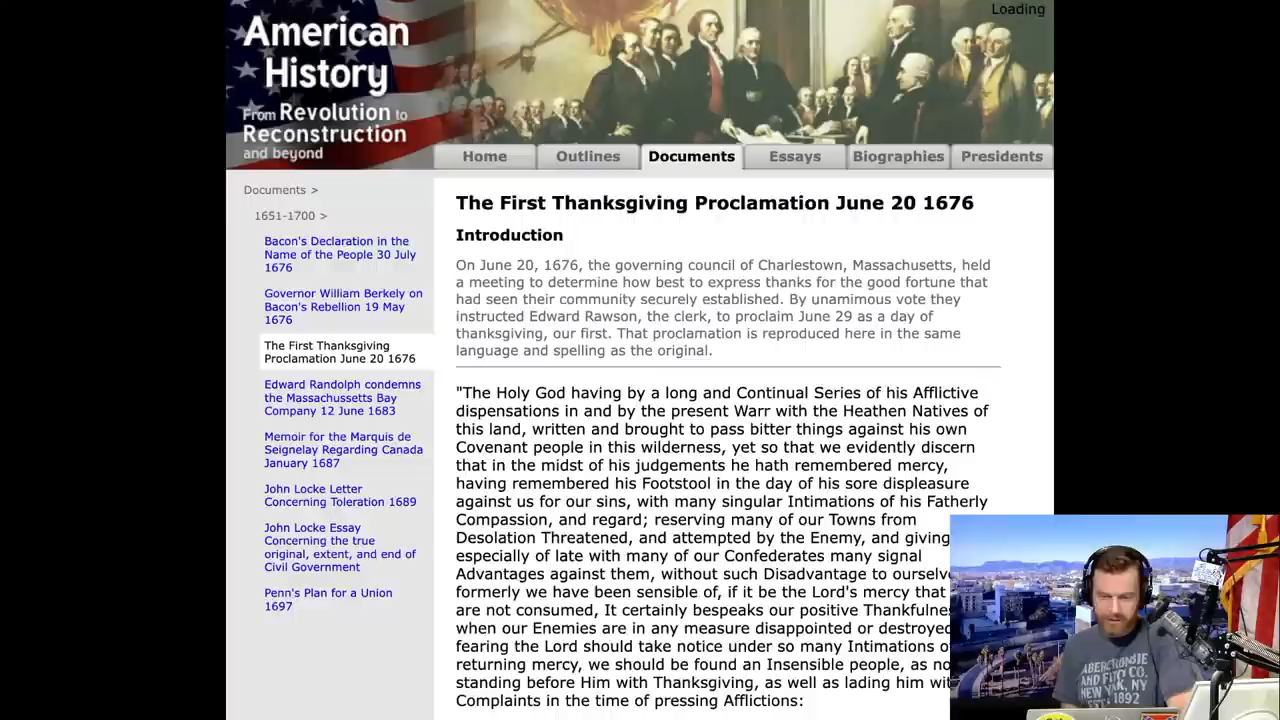 Loading
American
History
From Revolution to
Reconstruction
and beyond
Home
Outlines
Documents
Essays
Biographies
Presidents
Documents >
1651-1700 >
Bacon's Declaration in the
Name of the People 30 July
1676
Governor William Berkely on
Bacon's Rebellion 19 May
1676
The First Thanksgiving
Proclamation June 20 1676
Edward Randolph condemns
the Massachussetts Bay
Company 12 June 1683
Memoir for the Marquis de
Seignelay Regarding Canada
January 1687
John Locke Letter
Concerning Toleration 1689
John Locke Essay
Concerning the true
original, extent, and end of
Civil Government
Penn's Plan for a Union
1697
The First Thanksgiving Proclamation June 20 1676
Introduction
On June 20, 1676, the governing council of Charlestown, Massachusetts, held
a meeting to determine how best to express thanks for the good fortune that
had seen their community securely established. By unamimous vote they
instructed Edward Rawson, the clerk, to proclaim June 29 as a day of
thanksgiving, our first. That proclamation is reproduced here in the same
language and spelling as the original.
"The Holy God having by a long and Continual Series of his Afflictive
dispensations in and by the present Warr with the Heathen Natives of
this land, written and brought to pass bitter things against his own
Covenant people in this wilderness, yet so that we evidently discern
that in the midst of his judgements he hath remembered mercy,
having remembered his Footstool in the day of his sore displeasure
against us for our sins, with many singular Intimations of his Fatherly
Compassion, and regard; reserving many of our Towns from
Desolation Threatened, and attempted by the Enemy, and giving
especially of late with many of our Confederates many signal
Advantages against them, without such Disadvantage to ourselve
formerly we have been sensible of, if it be the Lord's mercy that
are not consumed, It certainly bespeaks our positive Thankfulne
when our Enemies are in any measure disappointed or destroyed
fearing the Lord should take notice under so many Intimations o
returning mercy, we should be found an Insensible people, as no
standing before Him with Thanksgiving, as well as lading him wit
Complaints in the time of pressing Afflictions:
ABERCROMBIE
AND FITCH CO.
NEW YORK, NY
1892